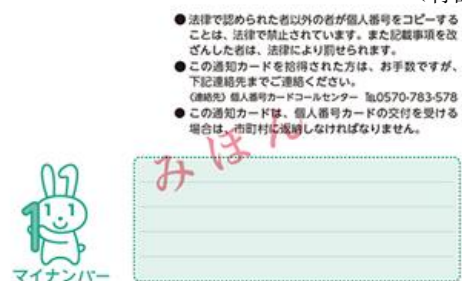 ●法律で認められた者以外の者が個人番号をコピーする
ことは、法律で禁止されています。また記載事項を改
ざんした者は、法律により罰せられます。
●この通知カードを拾得された方は、お手数ですが、
下記連絡先までご連絡ください。
〈連絡先〉個人番号カードコールセンター ℡0570-783-578
●この通知カードは、個人番号カードの交付を受ける
場合は、市町村に返納しなければなりません。
みほん
1
マイナンバー